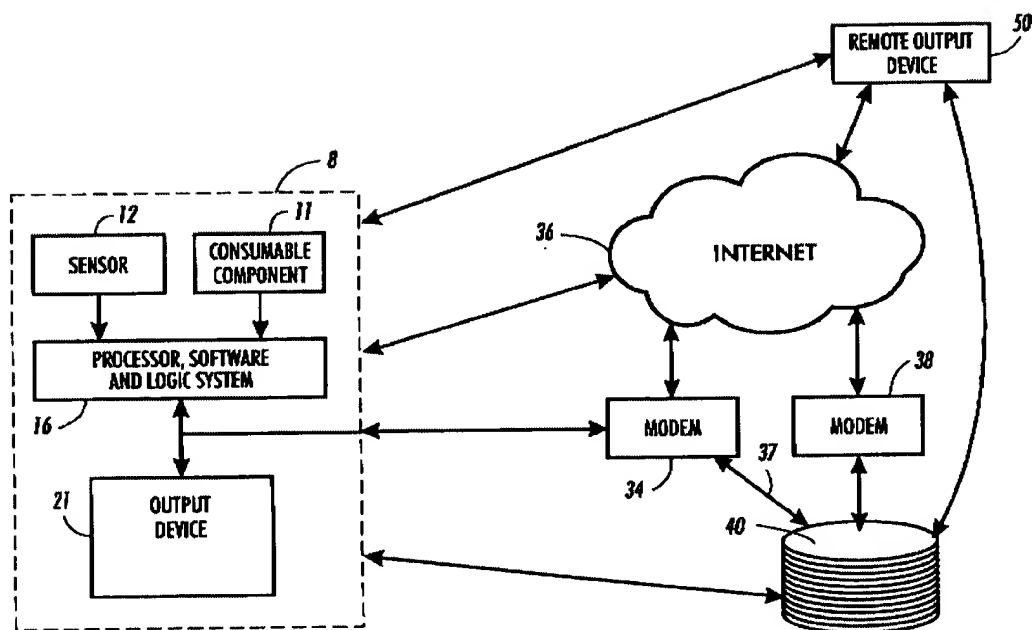 50
REMOTE OUTPUT
DEVICE
8
12
11
SENSOR
CONSUMABLE
COMPONENT
36
INTERNET
PROCESSOR, SOFTWARE
AND LOGIC SYSTEM
16
38
MODEM
MODEM
34
37
21
OUTPUT
DEVICE
40